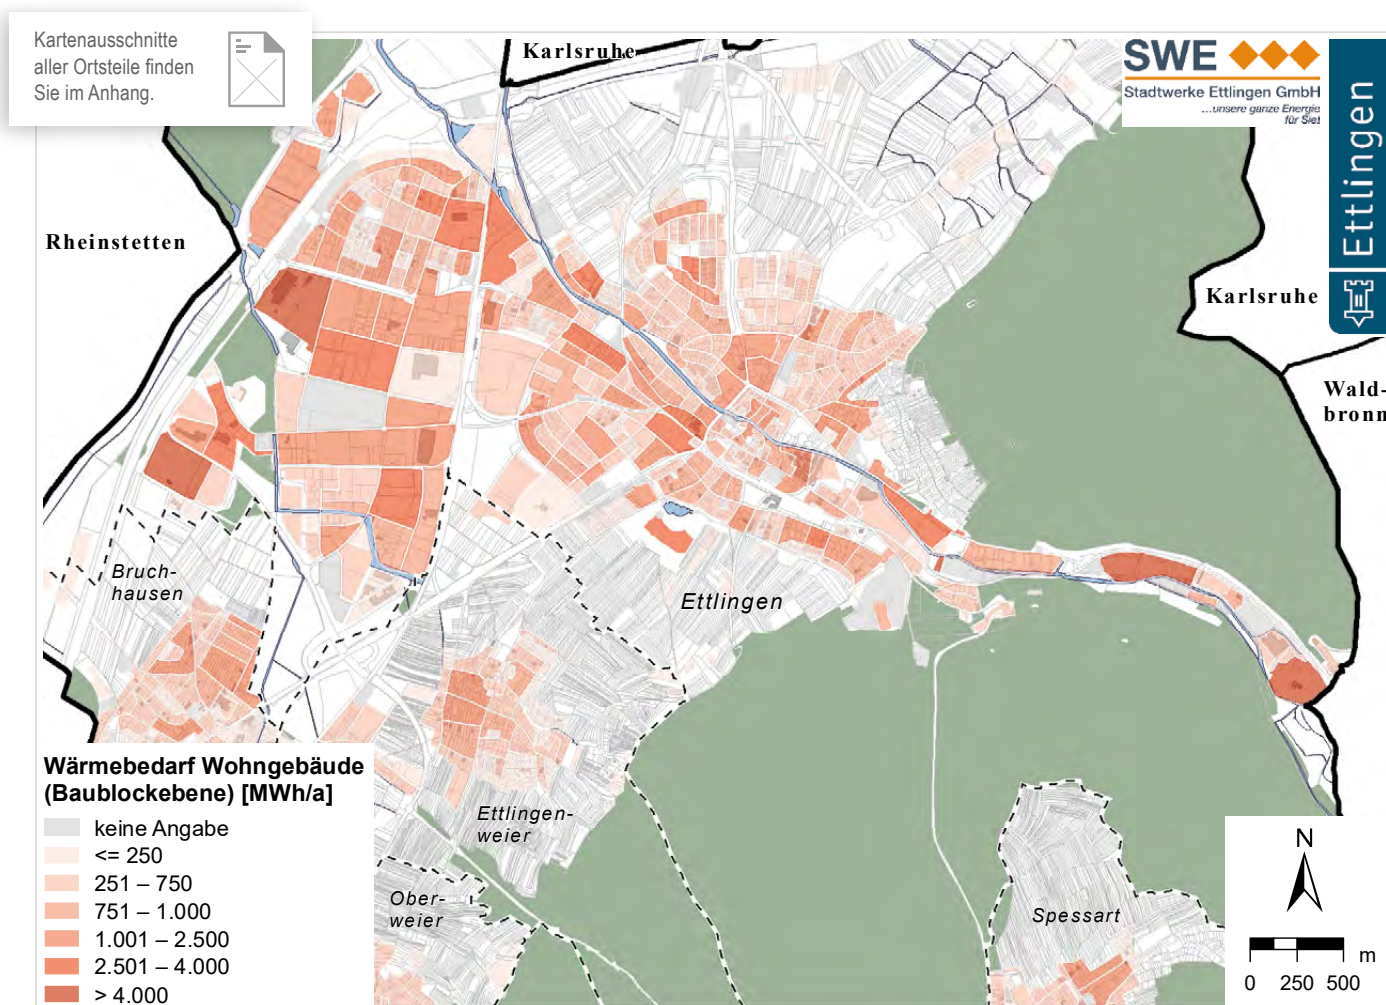 Kartenausschnitte
aller Ortsteile finden
Sie im Anhang.
Karlsruhe
SWE
Stadtwerke Ettlingen GmbH
...unsere ganze Energie
für Sie!
Ettlingen
Rheinstetten
Karlsruhe
Wald-
bronn
Bruch-
hausen
Ettlingen
Wärmebedarf Wohngebäude
(Baublockebene) [MWh/a]
keine Angabe
<= 250
251 – 750
751 – 1.000
1.001 – 2.500
2.501 – 4.000
> 4.000
Ettlingen-
weier
Ober-
weier
Spessart
N
m
0 250 500